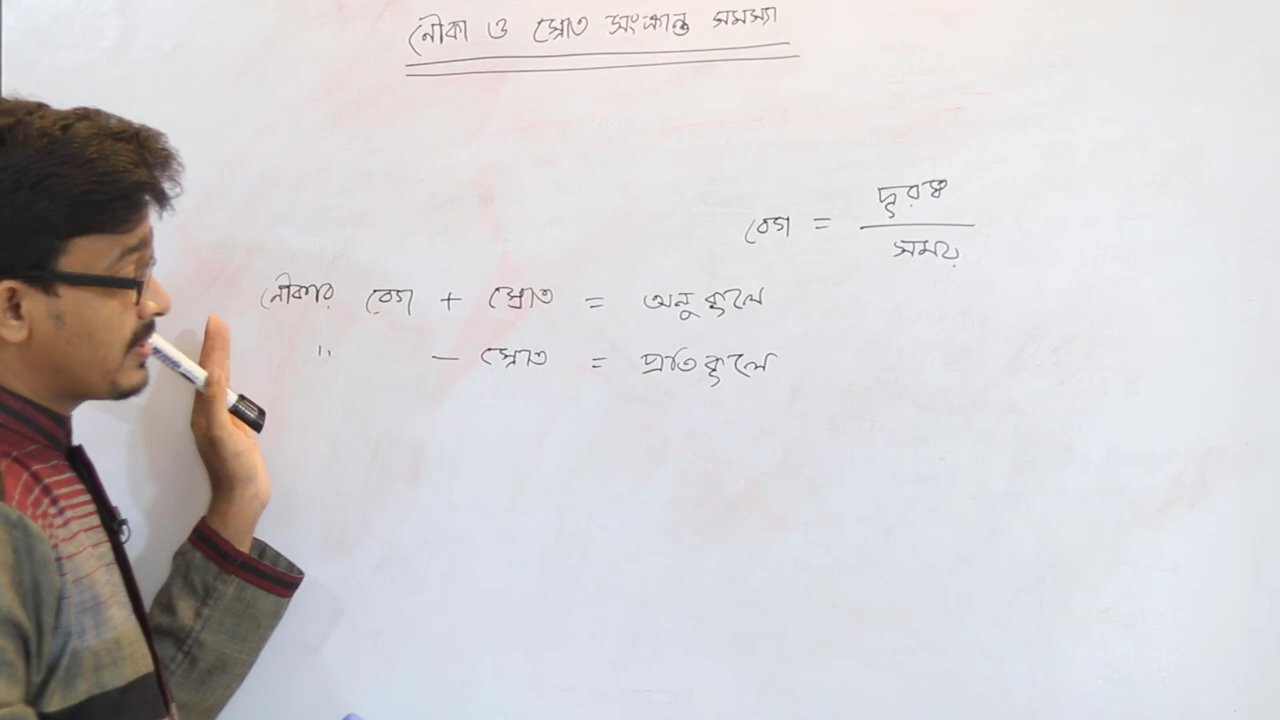 নৌকা ও স্রোত সংক্রান্ত সমস্যা
বেগ = দূরত্ব / সময়
নৌকার বেগ + স্রোত = অনুকূলে
" - স্রোত = প্রতিকূলে